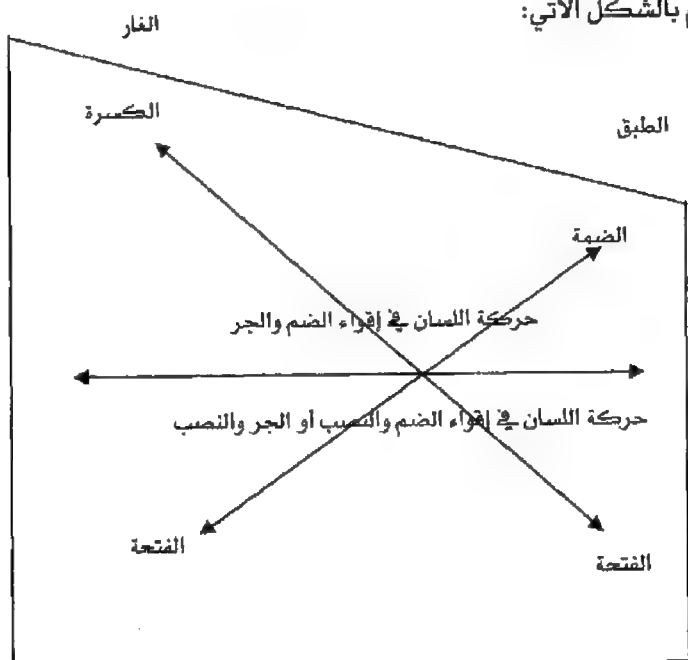 بالشكل الآتي:
الغار
الكسرة
الطبق
الضمة
حركة اللسان في إقواء الضم والجر
حركة اللسان في إقواء الضم والنصب أو الجر والنصب
الفتحة
الفتحة